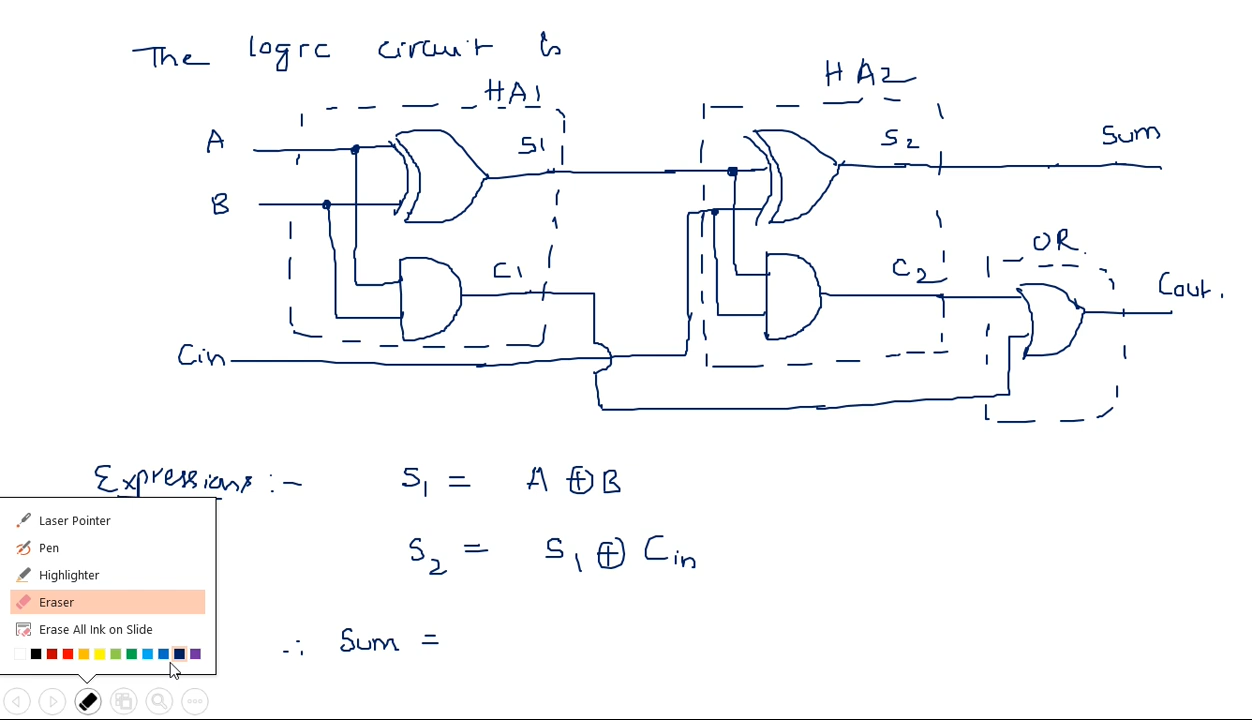 The logic circuit is
HA1
HA2
A
S1
S2
Sum
B
C1
C2
OR.
Cout.
Cin
Expressions :-
S1 = A ⊕ B
S2 = S1 ⊕ Cin
∴ Sum =
Laser Pointer
Pen
Highlighter
Eraser
Erase All Ink on Slide